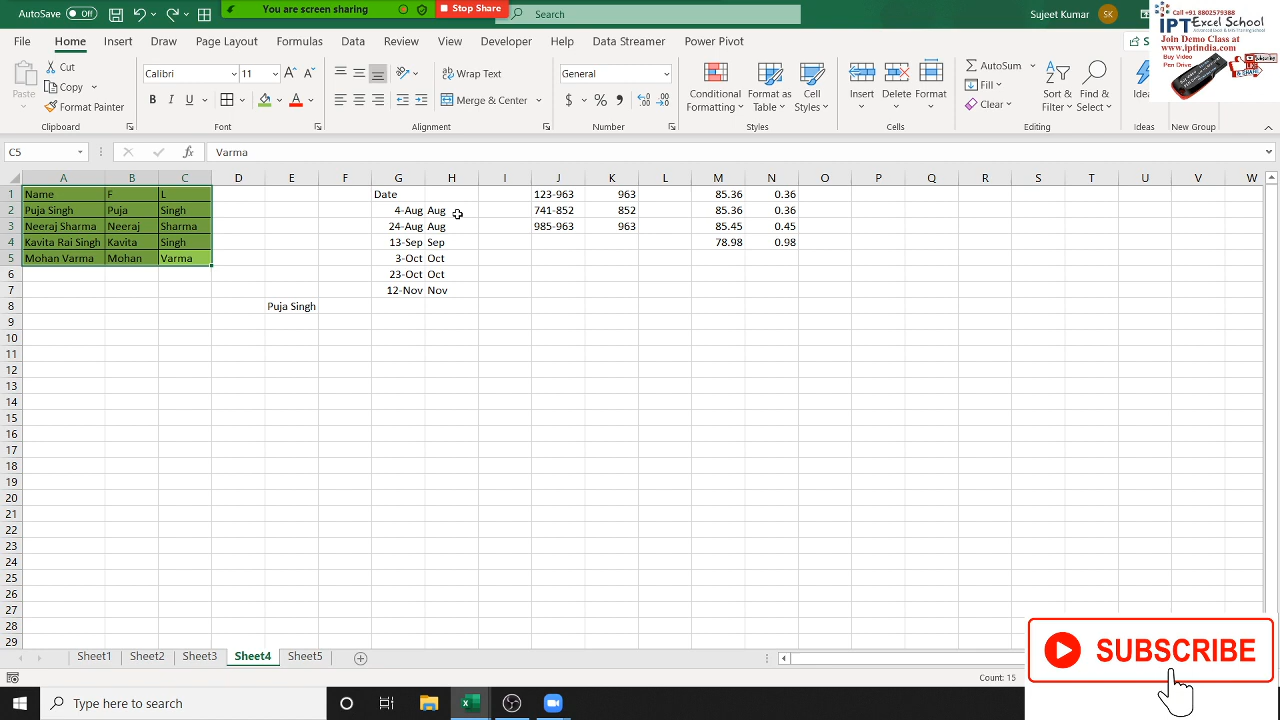 AutoSave Off
You are screen sharing
Stop Share
Search
Sujeet Kumar
SK
Call +91 8802579388
IPT Excel School
Join Demo Class at
www.iptindia.com
Buy Video
Pen Drive
File Home Insert Draw Page Layout Formulas Data Review View Developer Help Data Streamer Power Pivot
Cut
Copy
Format Painter
Paste
Clipboard
Calibri 11
B I U
Font
Wrap Text
Merge & Center
Alignment
General
$ % ,
Number
Conditional Formatting
Format as Table
Cell Styles
Styles
Insert
Delete
Format
Cells
AutoSum
Fill
Clear
Sort & Filter
Find & Select
Editing
Ideas
Ideas
New Group
C5 fx Varma
A B C D E F G H I J K L M N O P Q R S T U V W
1 Name F L Date 123-963 963 85.36 0.36
2 Puja Singh Puja Singh 4-Aug Aug 741-852 852 85.36 0.36
3 Neeraj Sharma Neeraj Sharma 24-Aug Aug 985-963 963 85.45 0.45
4 Kavita Rai Singh Kavita Singh 13-Sep Sep 78.98 0.98
5 Mohan Varma Mohan Varma 3-Oct Oct
6 23-Oct Oct
7 12-Nov Nov
8 Puja Singh
9
10
11
12
13
14
15
16
17
18
19
20
21
22
23
24
25
26
27
28
29
Sheet1 Sheet2 Sheet3 Sheet4 Sheet5
Count: 15
SUBSCRIBE
Type here to search